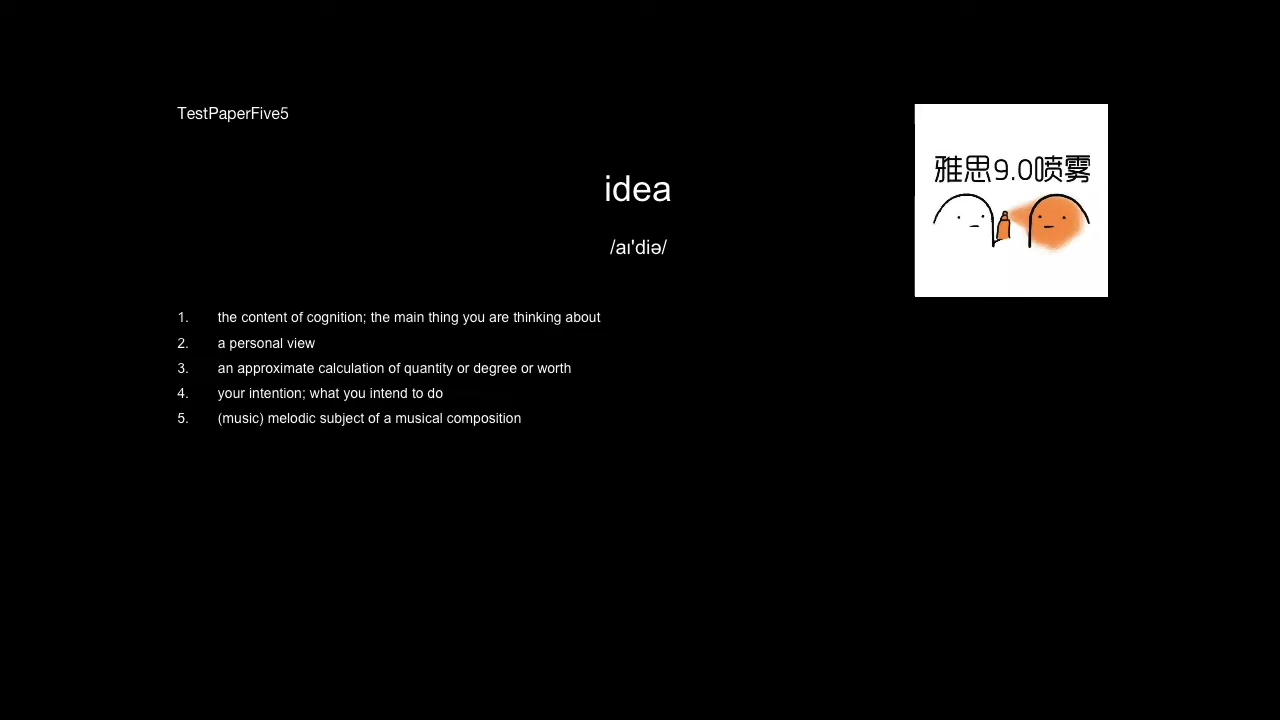 TestPaperFive5
雅思9.0喷雾
idea
/aɪ'diə/
1. the content of cognition; the main thing you are thinking about
2. a personal view
3. an approximate calculation of quantity or degree or worth
4. your intention; what you intend to do
5. (music) melodic subject of a musical composition